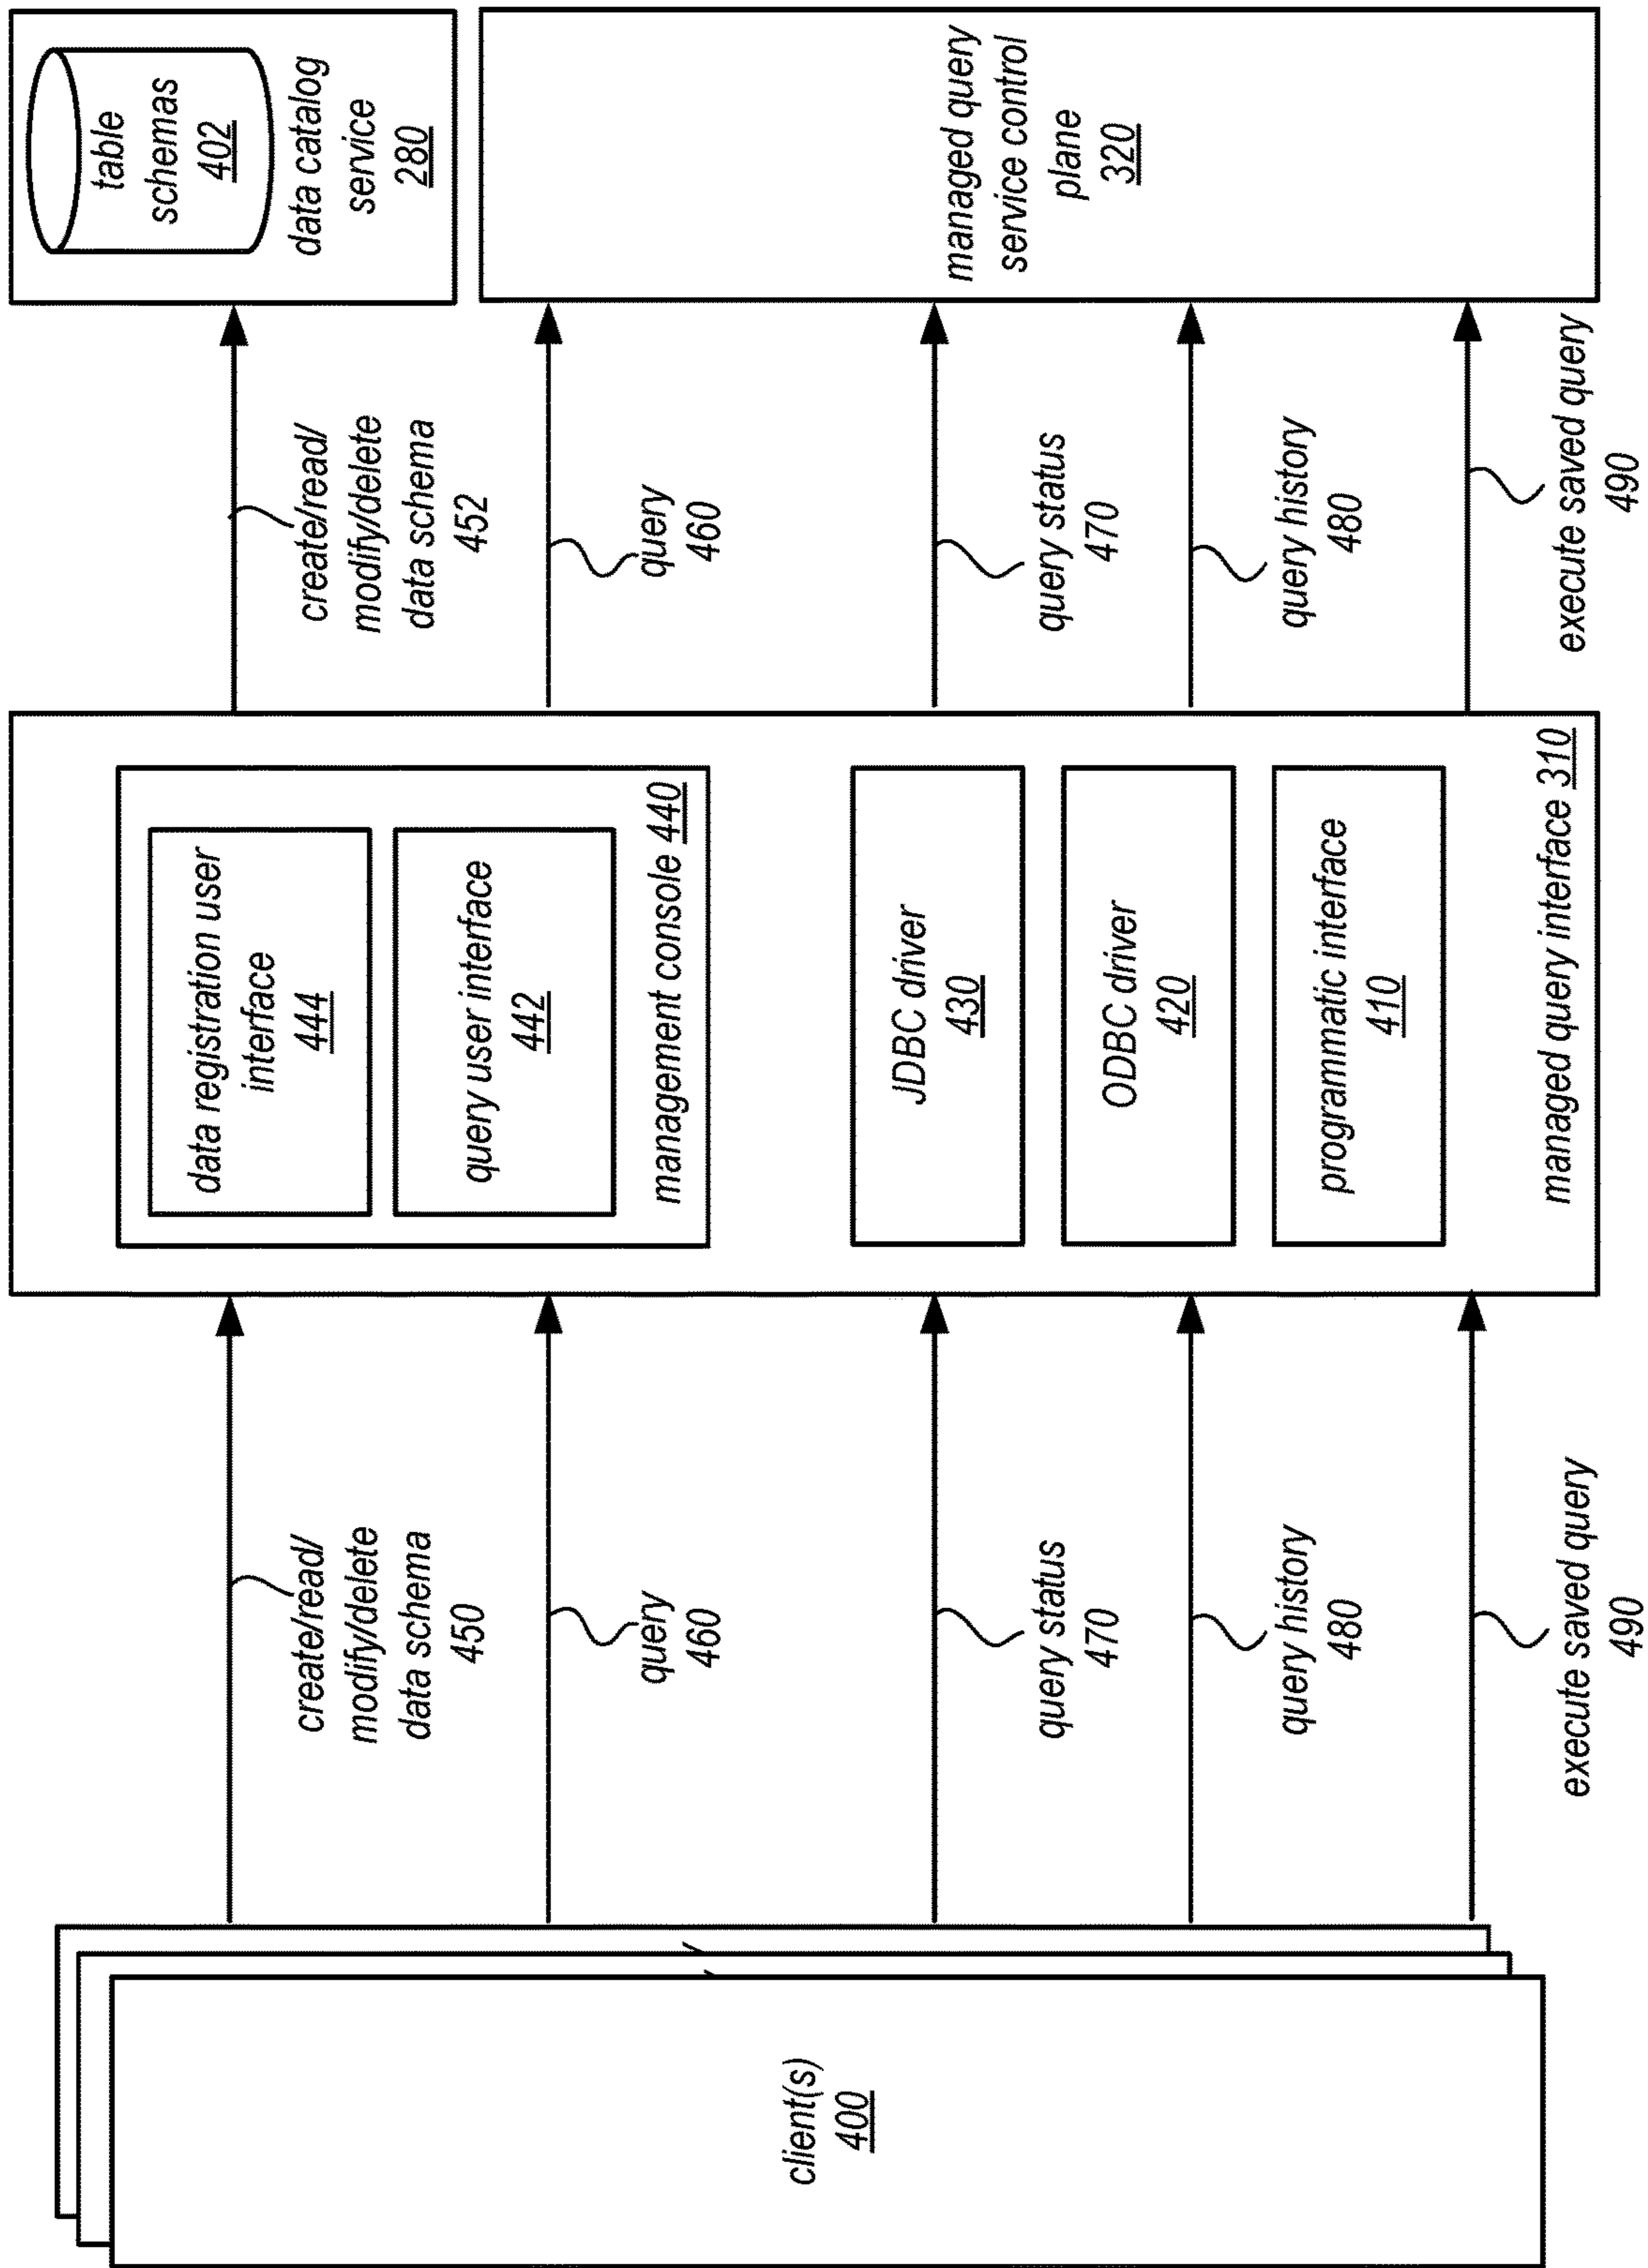 client(s)
400
create/read/
modify/delete
data schema
450
query
460
query status
470
query history
480
execute saved query
490
data registration user
interface
444
query user interface
442
management console 440
JDBC driver
430
ODBC driver
420
programmatic interface
410
managed query interface 310
create/read/
modify/delete
data schema
452
query
460
query status
470
query history
480
execute saved query
490
table
schemas
402
data catalog
service
280
managed query
service control
plane
320